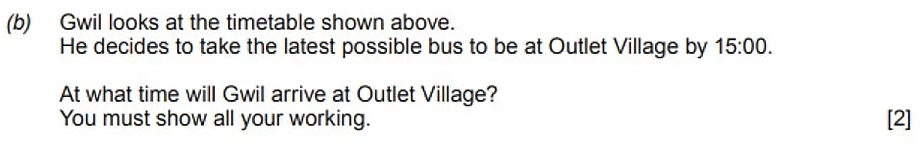 (b) Gwil looks at the timetable shown above.
He decides to take the latest possible bus to be at Outlet Village by 15:00.
At what time will Gwil arrive at Outlet Village?
You must show all your working. [2]